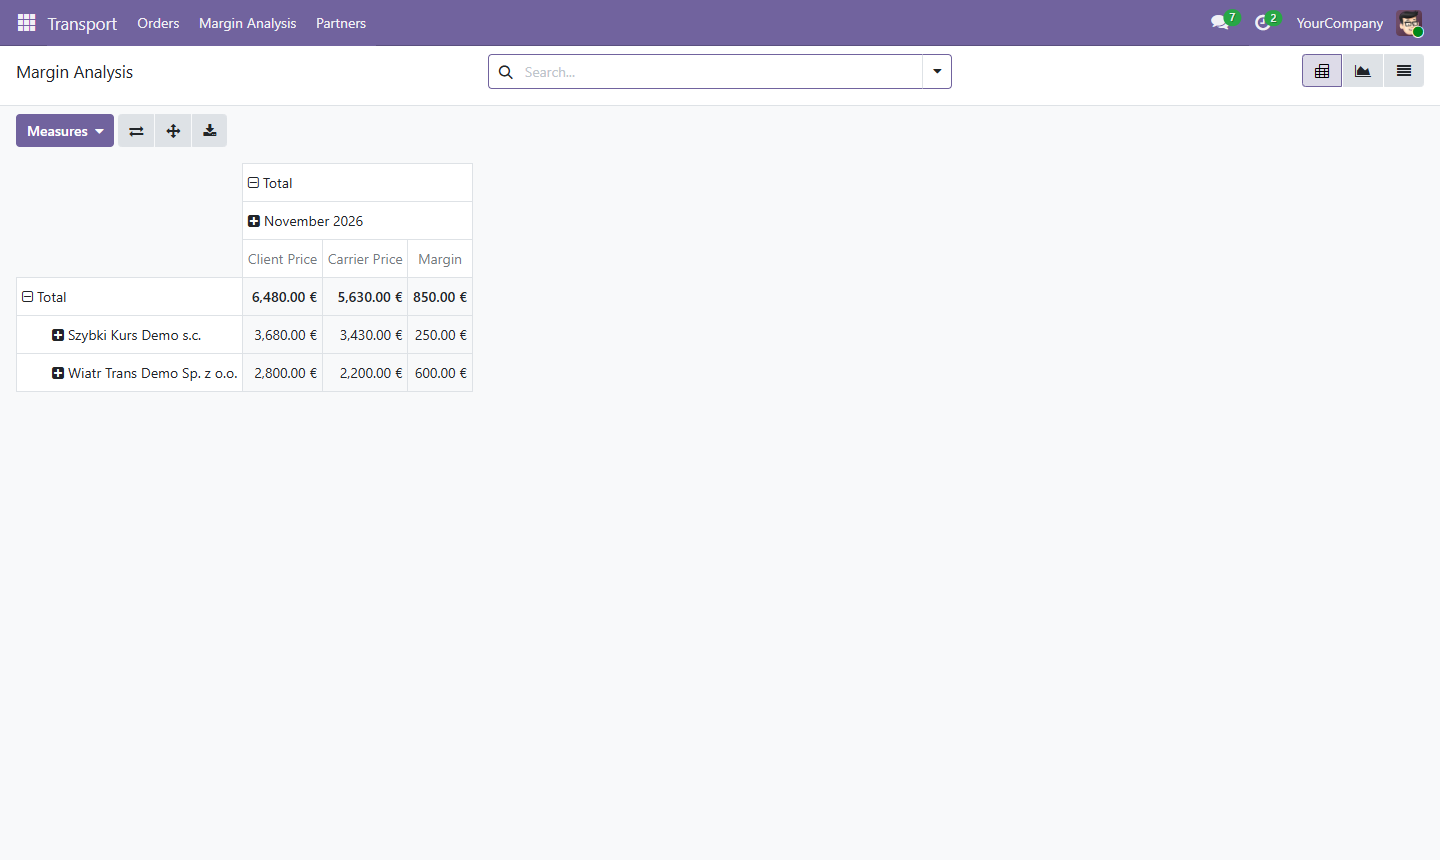 Transport Orders Margin Analysis Partners 7 2 YourCompany
Margin Analysis Search...
Measures
Total
November 2026
Client Price Carrier Price Margin
Total 6,480.00 € 5,630.00 € 850.00 €
Szybki Kurs Demo s.c. 3,680.00 € 3,430.00 € 250.00 €
Wiatr Trans Demo Sp. z o.o. 2,800.00 € 2,200.00 € 600.00 €